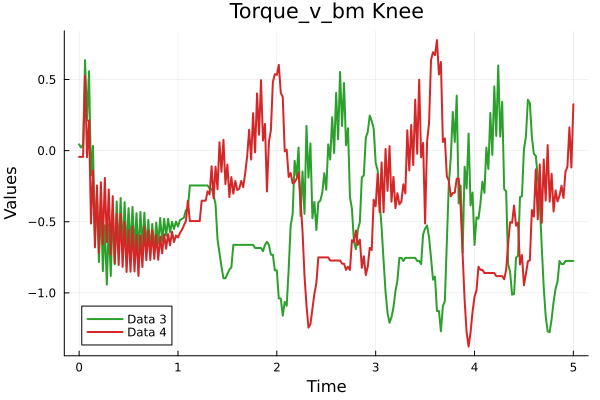 Torque_v_bm Knee
Values
0.5
0.0
−0.5
−1.0
Data 3
Data 4
0 1 2 3 4 5
Time